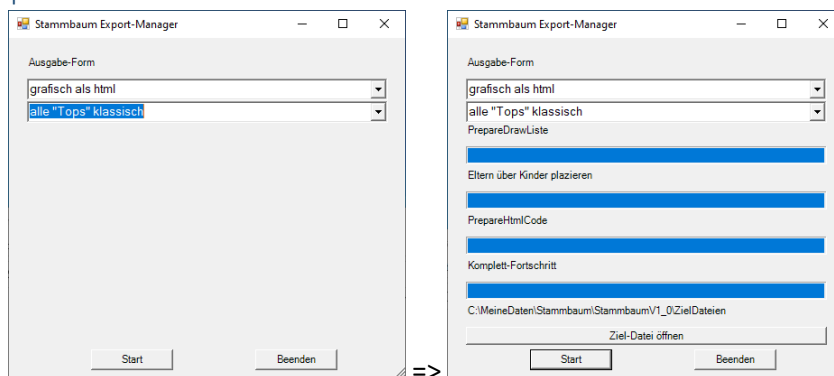 Stammbaum Export-Manager
Ausgabe-Form
grafisch als html
alle "Tops" klassisch
Start Beenden
=>
Stammbaum Export-Manager
Ausgabe-Form
grafisch als html
alle "Tops" klassisch
PrepareDrawListe
Eltern über Kinder plazieren
PrepareHtmlCode
Komplett-Fortschritt
C:\MeineDaten\Stammbaum\StammbaumV1_0\ZielDateien
Ziel-Datei öffnen
Start Beenden